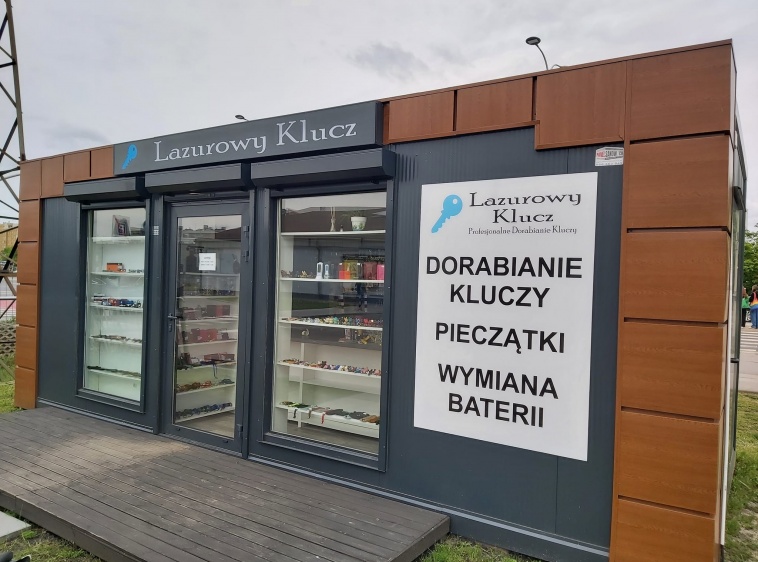 Lazurowy Klucz
Lazurowy
Klucz
Profesjonalne Dorabianie Kluczy
DORABIANIE
KLUCZY
PIECZĄTKI
WYMIANA
BATERII